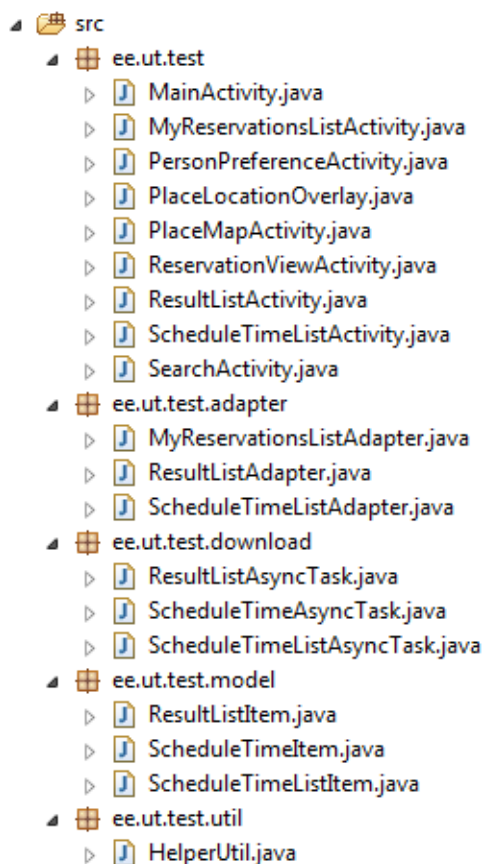 src
ee.ut.test
MainActivity.java
MyReservationsListActivity.java
PersonPreferenceActivity.java
PlaceLocationOverlay.java
PlaceMapActivity.java
ReservationViewActivity.java
ResultListActivity.java
ScheduleTimeListActivity.java
SearchActivity.java
ee.ut.test.adapter
MyReservationsListAdapter.java
ResultListAdapter.java
ScheduleTimeListAdapter.java
ee.ut.test.download
ResultListAsyncTask.java
ScheduleTimeAsyncTask.java
ScheduleTimeListAsyncTask.java
ee.ut.test.model
ResultListItem.java
ScheduleTimeItem.java
ScheduleTimeListItem.java
ee.ut.test.util
HelperUtil.java